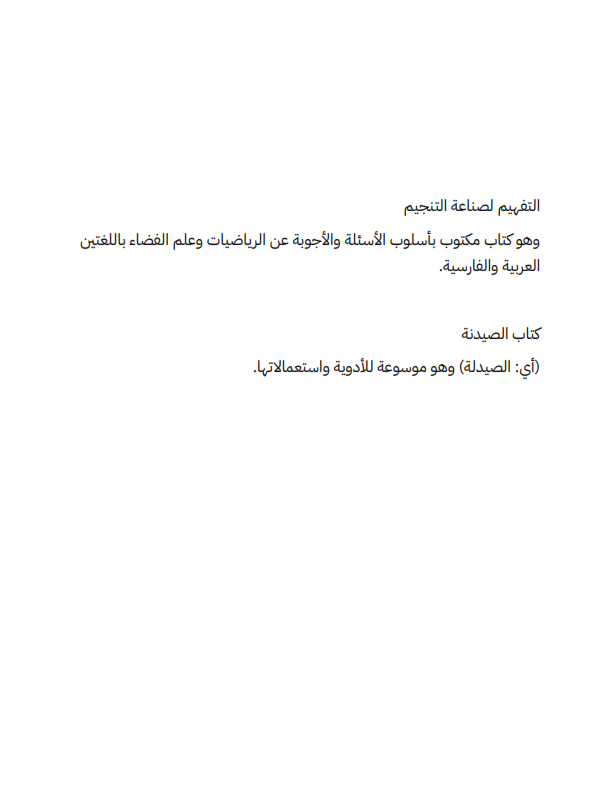 التفهيم لصناعة التنجيم
وهو كتاب مكتوب بأسلوب الأسئلة والأجوبة عن الرياضيات وعلم الفضاء باللغتين
العربية والفارسية.
كتاب الصيدنة
(أي: الصيدلة) وهو موسوعة للأدوية واستعمالاتها.